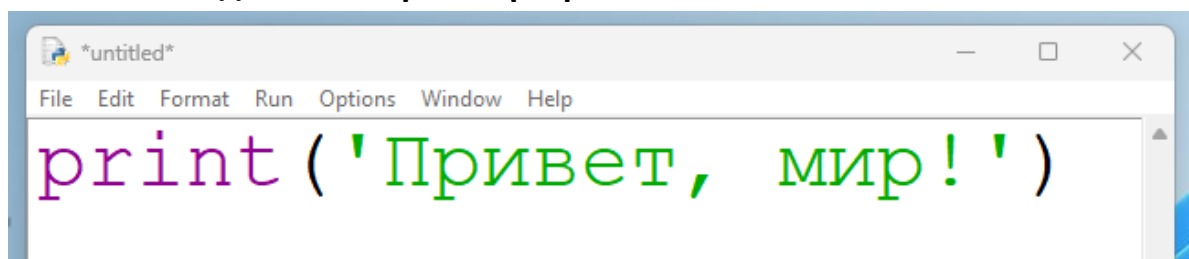 *untitled*
File Edit Format Run Options Window Help
print('Привет, мир!')